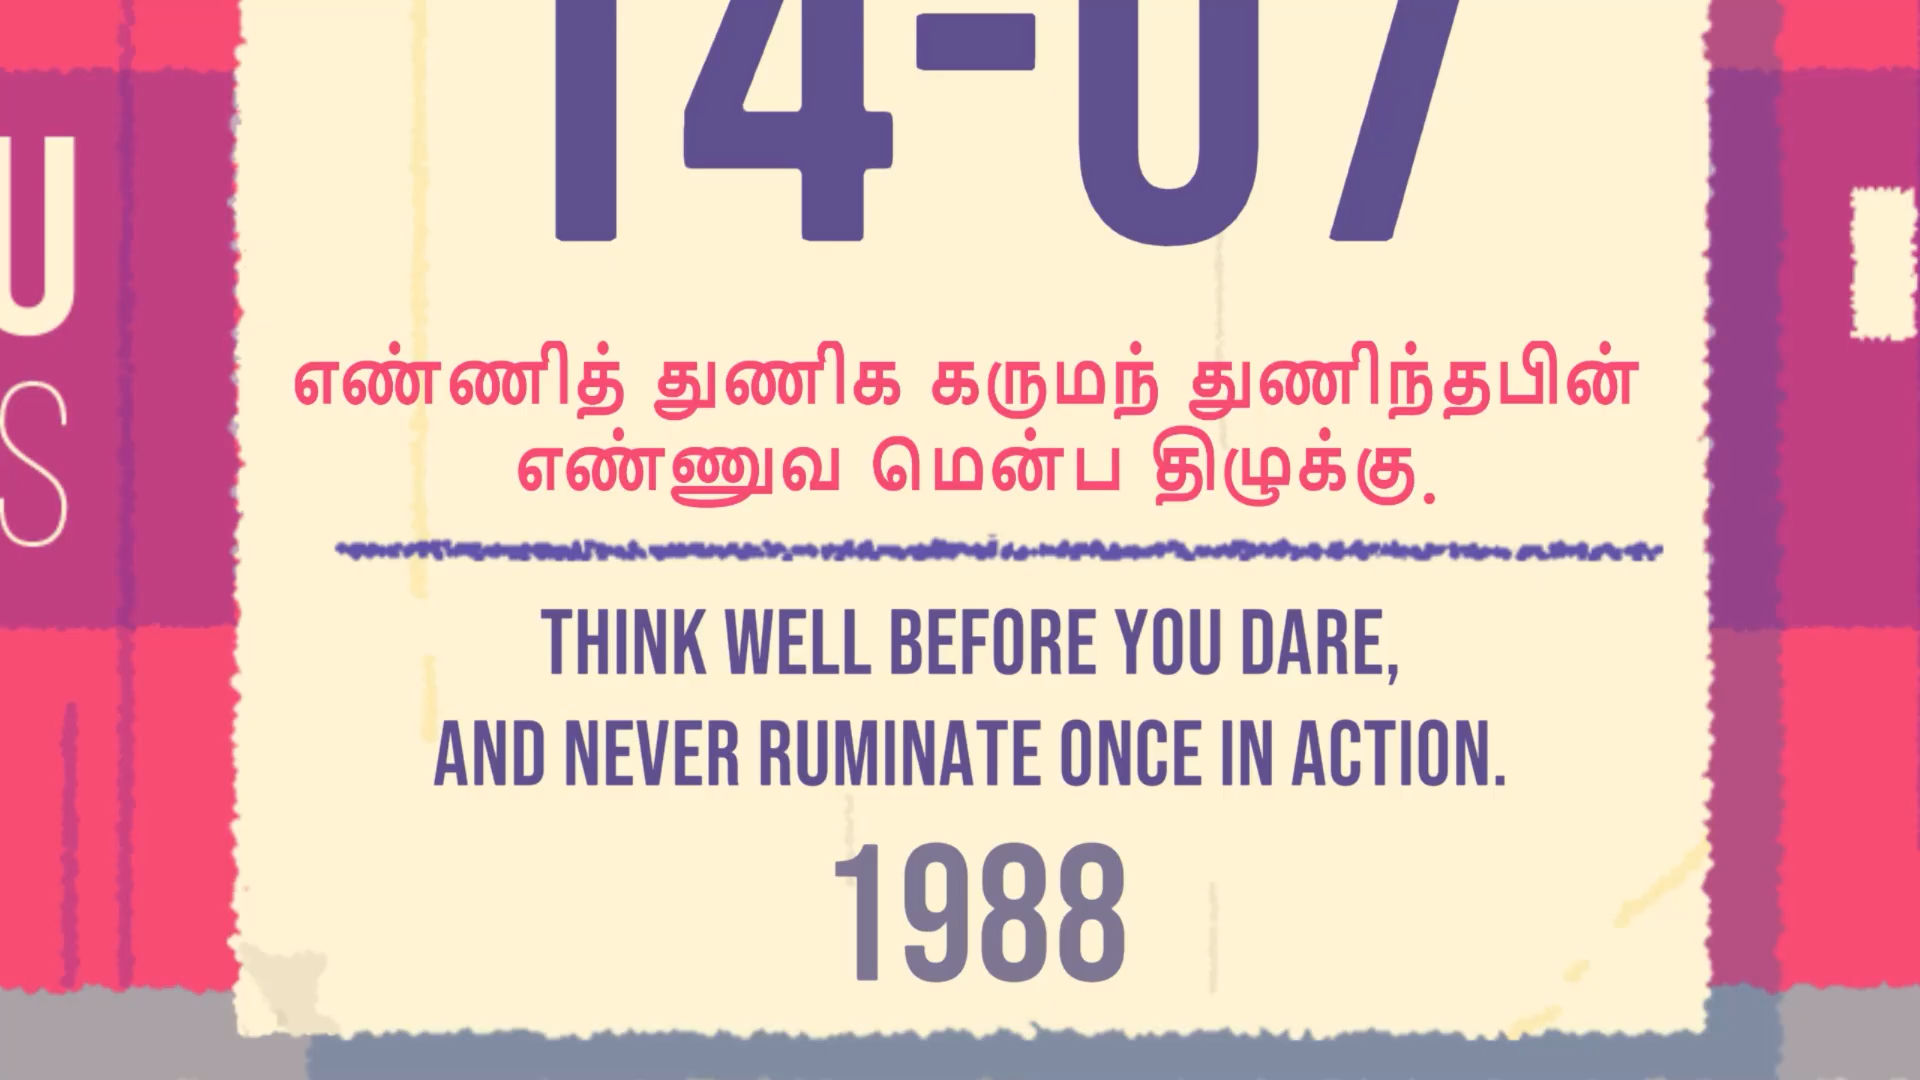 14-07
U
S
எண்ணித் துணிக கருமந் துணிந்தபின்
எண்ணுவ மென்ப திழுக்கு.
THINK WELL BEFORE YOU DARE,
AND NEVER RUMINATE ONCE IN ACTION.
1988